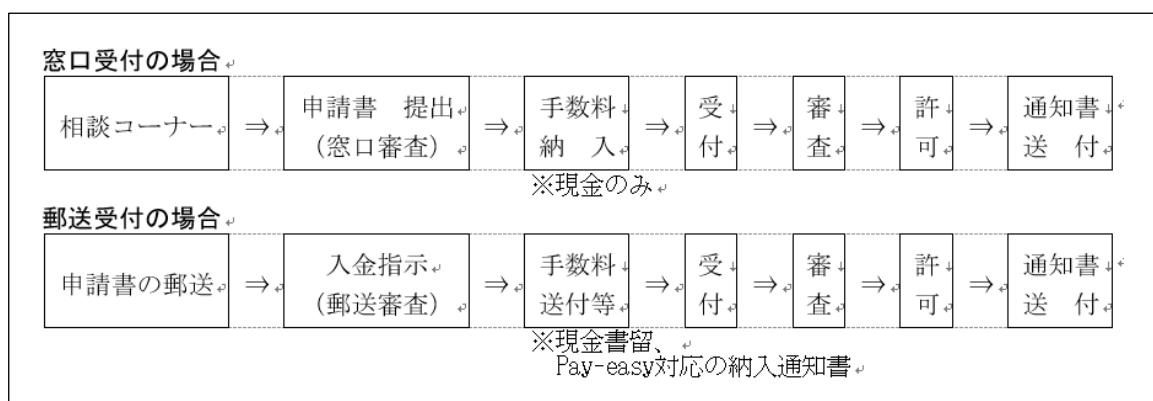 窓口受付の場合
相談コーナー ⇒ 申請書 提出 ⇒ 手数料 ⇒ 受 ⇒ 審 ⇒ 許 ⇒ 通知書
(窓口審査) 納 入 付 査 可 送 付
※現金のみ
郵送受付の場合
申請書の郵送 ⇒ 入金指示 ⇒ 手数料 ⇒ 受 ⇒ 審 ⇒ 許 ⇒ 通知書
(郵送審査) 送付等 付 査 可 送 付
※現金書留、
Pay-easy対応の納入通知書